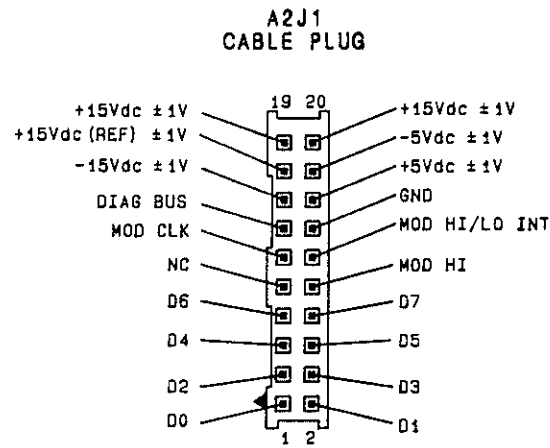 A2J1
CABLE PLUG
19 20
+15Vdc ±1V +15Vdc ±1V
+15Vdc(REF) ±1V -5Vdc ±1V
-15Vdc ±1V +5Vdc ±1V
DIAG BUS GND
MOD CLK MOD HI/LO INT
NC MOD HI
D6 D7
D4 D5
D2 D3
D0 D1
1 2